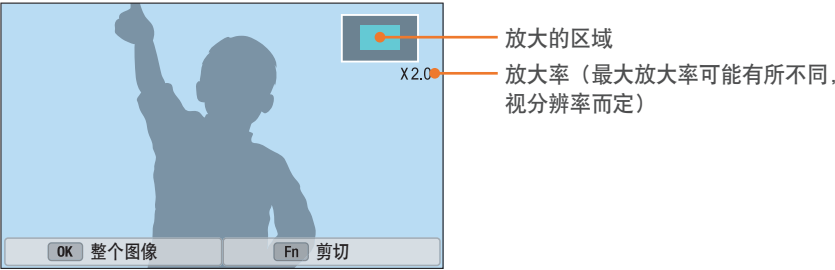 放大的区域
X2.0
放大率（最大放大率可能有所不同，
视分辨率而定）
OK 整个图像
Fn 剪切